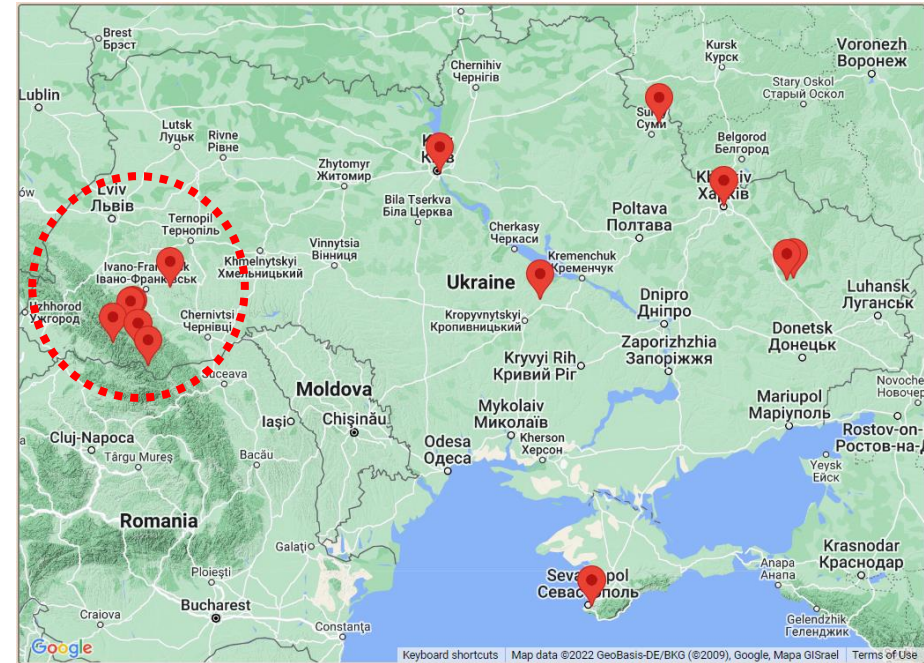 Brest
Брэст
Kursk
Курск
Voronezh
Воронеж
Chernihiv
Чернігів
Stary Oskol
Старый Оскол
Lublin
Lutsk
Луцьк
Rivne
Рівне
Суми
Belgorod
Белгород
Zhytomyr
Житомир
Lviv
Львів
Bila Tserkva
Біла Церква
Poltava
Полтава
Ternopil
Тернопіль
Cherkasy
Черкаси
Vinnytsia
Вінниця
Khmelnytskyi
Хмельницький
Kremenchuk
Кременчук
Ukraine
Luhansk
Луганськ
Dnipro
Дніпро
Uzhhorod
Ужгород
Chernivtsi
Чернівці
Kropyvnytskyi
Кропивницький
Donetsk
Донецьк
Zaporizhzhia
Запоріжжя
Kryvyi Rih
Кривий Ріг
Suceava
Moldova
Novoche
Новочер
Mariupol
Маріуполь
Mykolaiv
Миколаїв
Iași
Chișinău
Rostov-on-
Ростов-на-Д
Cluj-Napoca
Kherson
Херсон
Odesa
Одеса
Târgu Mureș
Bacău
Yeysk
Ейск
Romania
Galați
Krasnodar
Краснодар
Anapa
Анапа
Ploiești
Bucharest
Craiova
Constanța
Gelendzhik
Геленджик
Google
Keyboard shortcuts
Map data ©2022 GeoBasis-DE/BKG (©2009), Google, Mapa GISrael
Terms of Use